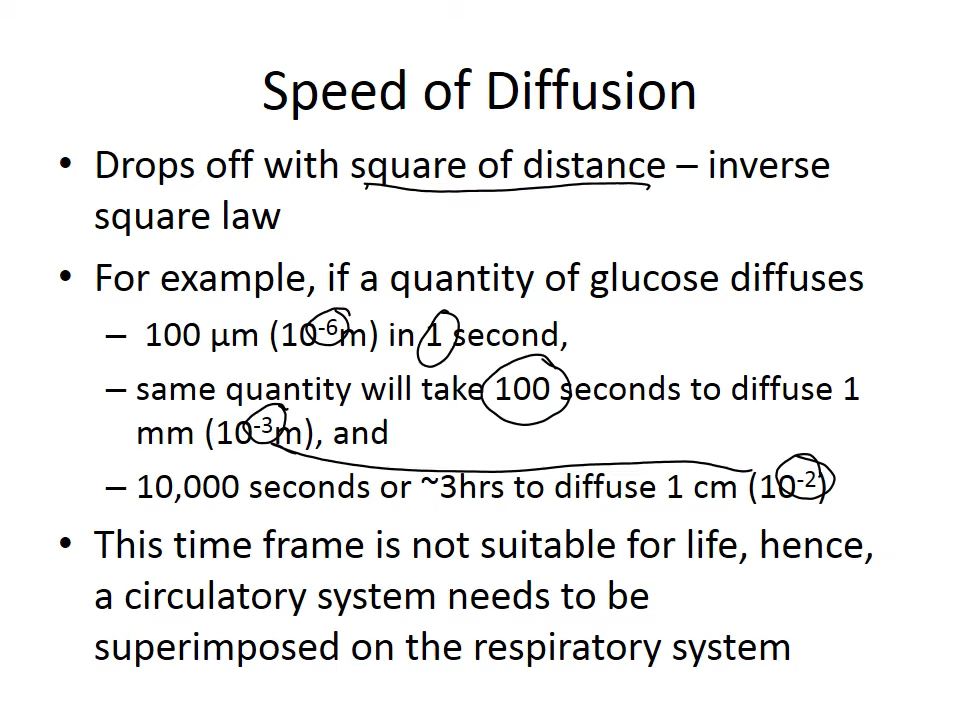 Speed of Diffusion
• Drops off with square of distance – inverse
square law
• For example, if a quantity of glucose diffuses
– 100 µm (10-6m) in 1 second,
– same quantity will take 100 seconds to diffuse 1
mm (10-3m), and
– 10,000 seconds or ~3hrs to diffuse 1 cm (10-2)
• This time frame is not suitable for life, hence,
a circulatory system needs to be
superimposed on the respiratory system